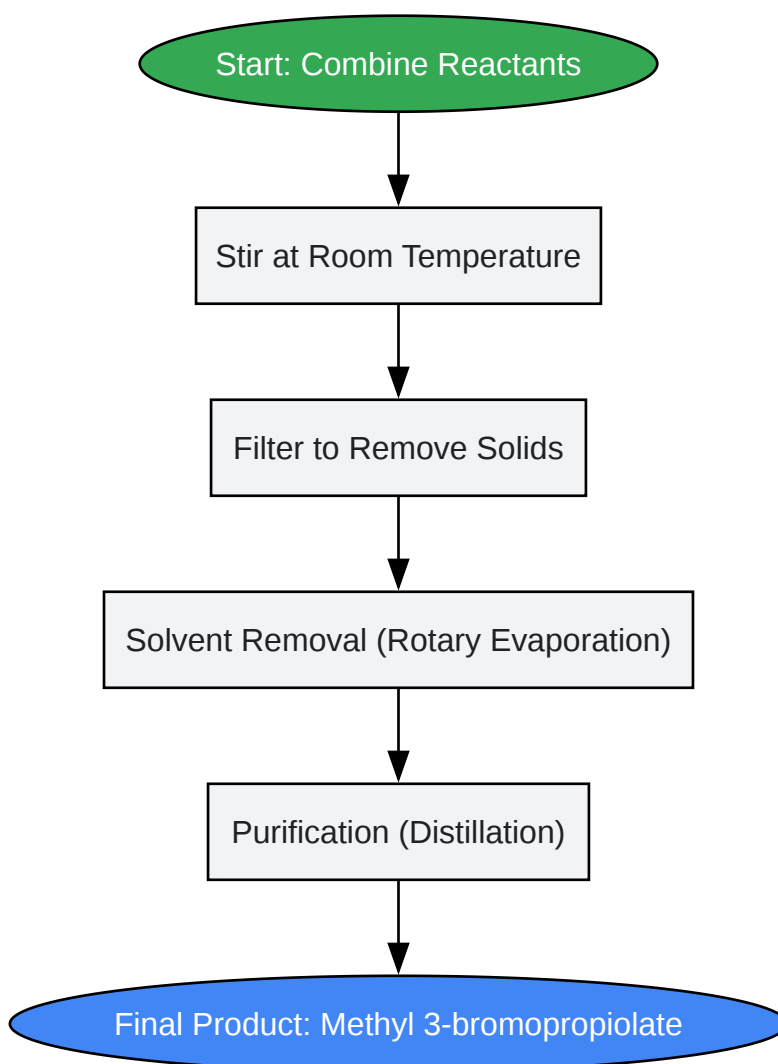 Start: Combine Reactants
Stir at Room Temperature
Filter to Remove Solids
Solvent Removal (Rotary Evaporation)
Purification (Distillation)
Final Product: Methyl 3-bromopropiolate